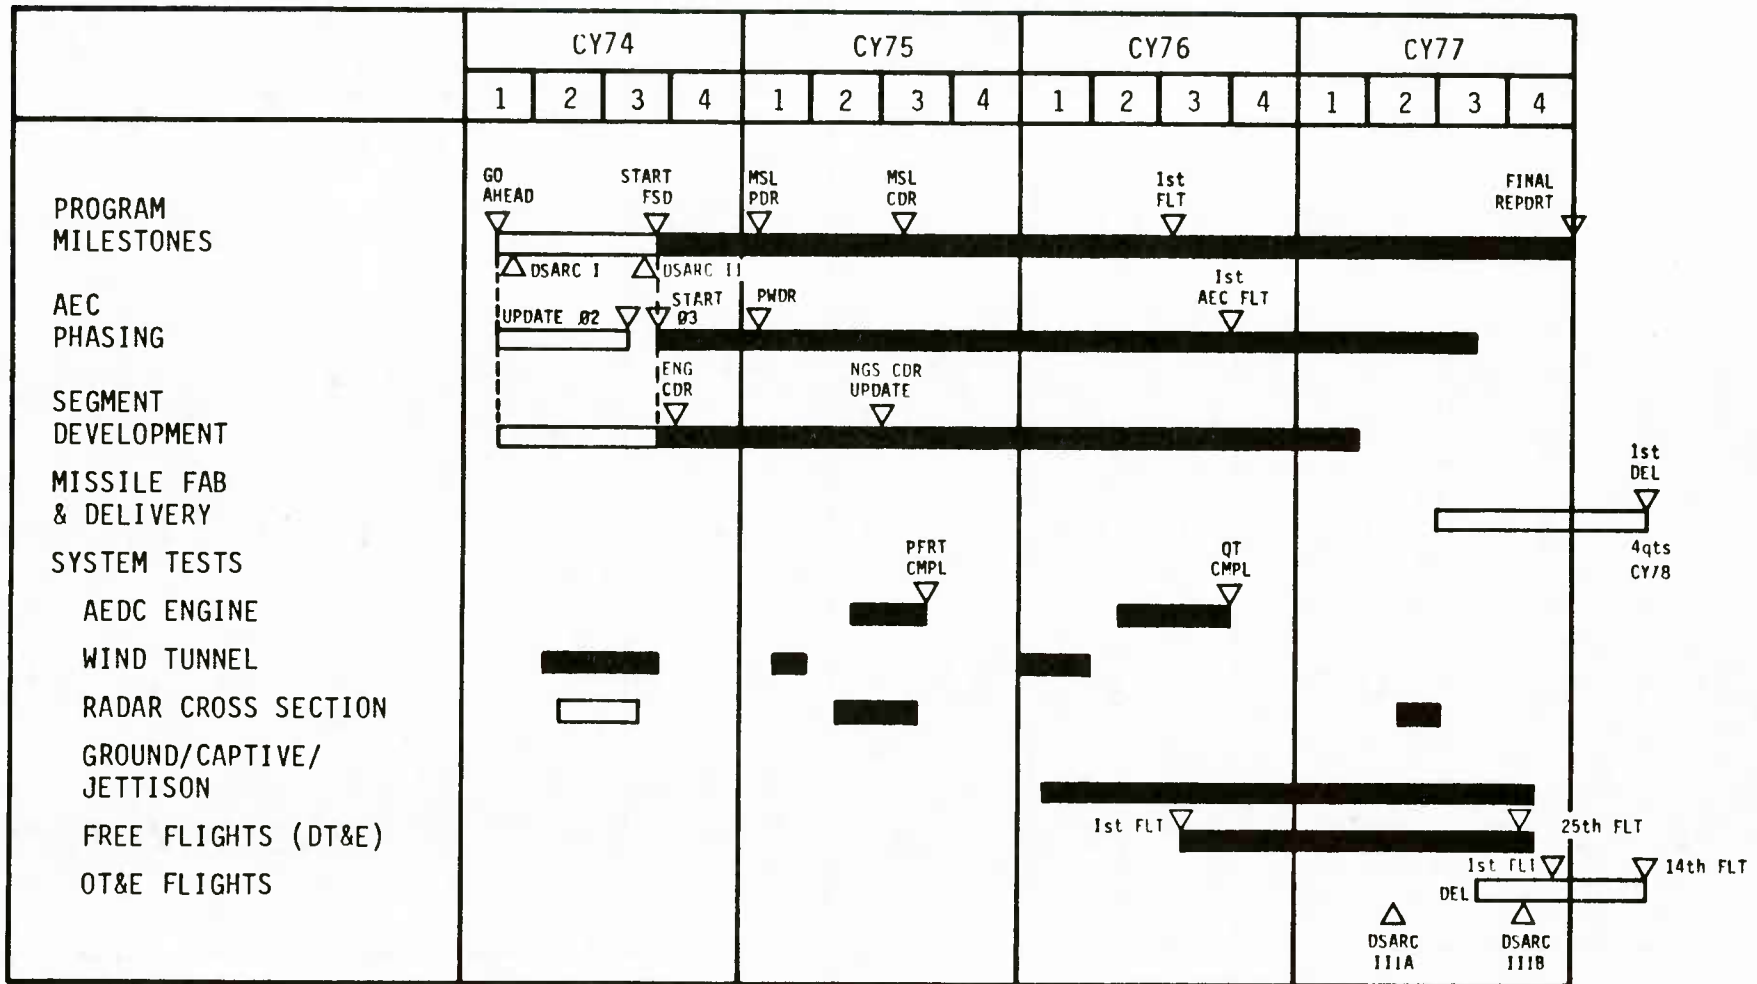 CY74 CY75 CY76 CY77
1 2 3 4 1 2 3 4 1 2 3 4 1 2 3 4
GO
AHEAD
START
FSD
MSL
PDR
MSL
CDR
1st
FLT
FINAL
REPORT
PROGRAM
MILESTONES
DSARC I
DSARC II
AEC
PHASING
UPDATE Ø2
START
Ø3
PWDR
1st
AEC FLT
SEGMENT
DEVELOPMENT
ENG
CDR
NGS CDR
UPDATE
MISSILE FAB
& DELIVERY
1st
DEL
4qts
CY78
SYSTEM TESTS
PFRT
CMPL
QT
CMPL
AEDC ENGINE
WIND TUNNEL
RADAR CROSS SECTION
GROUND/CAPTIVE/
JETTISON
FREE FLIGHTS (DT&E)
1st FLT
25th FLT
OT&E FLIGHTS
1st FLT
14th FLT
DEL
DSARC
IIIA
DSARC
IIIB